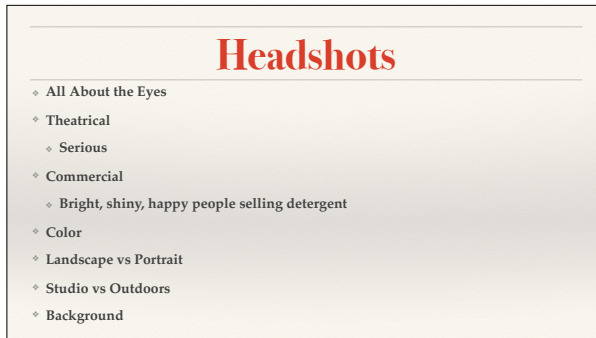 Headshots
All About the Eyes
Theatrical
Serious
Commercial
Bright, shiny, happy people selling detergent
Color
Landscape vs Portrait
Studio vs Outdoors
Background